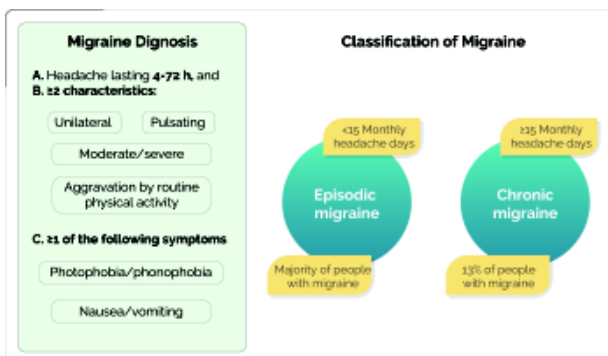 Migraine Dignosis
A. Headache lasting 4-72 h, and
B. ≥2 characteristics:
Unilateral
Pulsating
Moderate/severe
Aggravation by routine
physical activity
C. ≥1 of the following symptoms
Photophobia/phonophobia
Nausea/vomiting
Classification of Migraine
<15 Monthly
headache days
Episodic
migraine
Majority of people
with migraine
≥15 Monthly
headache days
Chronic
migraine
13% of people
with migraine